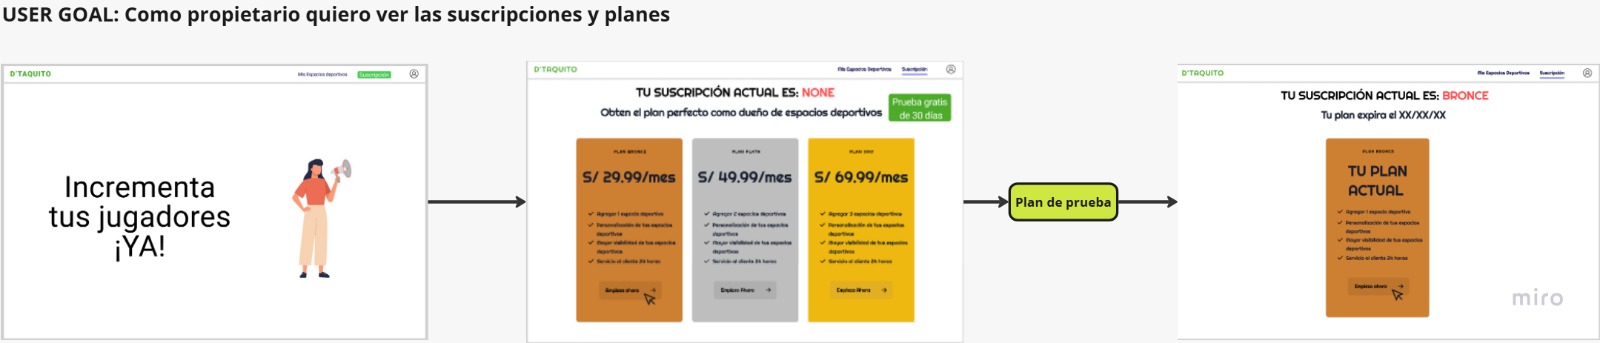 USER GOAL: Como propietario quiero ver las suscripciones y planes
D'TAQUITO
Mis Espacios deportivos
Suscripción
Incrementa
tus jugadores
¡YA!
D'TAQUITO
Mis Espacios Deportivos
Suscripción
TU SUSCRIPCIÓN ACTUAL ES: NONE
Obten el plan perfecto como dueño de espacios deportivos
Prueba gratis
de 30 días
PLAN BRONCE
S/ 29.99/mes
Agregar 1 espacio deportivo
Personalización de tus espacios
deportivos
Mayor visibilidad de tus espacios
deportivos
Servicio al cliente 24 horas
Empieza ahora
PLAN PLATA
S/ 49.99/mes
Agregar 2 espacios deportivos
Personalización de tus espacios
deportivos
Mayor visibilidad de tus espacios
deportivos
Servicio al cliente 24 horas
Empieza Ahora
PLAN ORO
S/ 69.99/mes
Agregar 3 espacios deportivos
Personalización de tus espacios
deportivos
Mayor visibilidad de tus espacios
deportivos
Servicio al cliente 24 horas
Empieza Ahora
Plan de prueba
D'TAQUITO
Mis Espacios Deportivos
Suscripción
TU SUSCRIPCIÓN ACTUAL ES: BRONCE
Tu plan expira el XX/XX/XX
PLAN BRONCE
TU PLAN
ACTUAL
Agregar 1 espacio deportivo
Personalización de tus espacios
deportivos
Mayor visibilidad de tus espacios
deportivos
Servicio al cliente 24 horas
Empieza ahora
miro